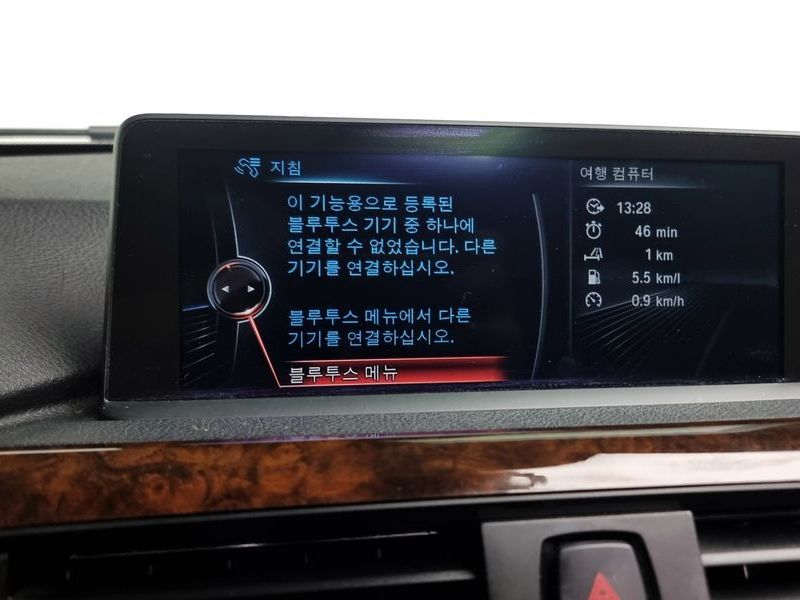 지침
이 기능용으로 등록된
블루투스 기기 중 하나에
연결할 수 없었습니다. 다른
기기를 연결하십시오.
블루투스 메뉴에서 다른
기기를 연결하십시오.
블루투스 메뉴
여행 컴퓨터
13:28
46 min
1 km
5.5 km/l
0.9 km/h